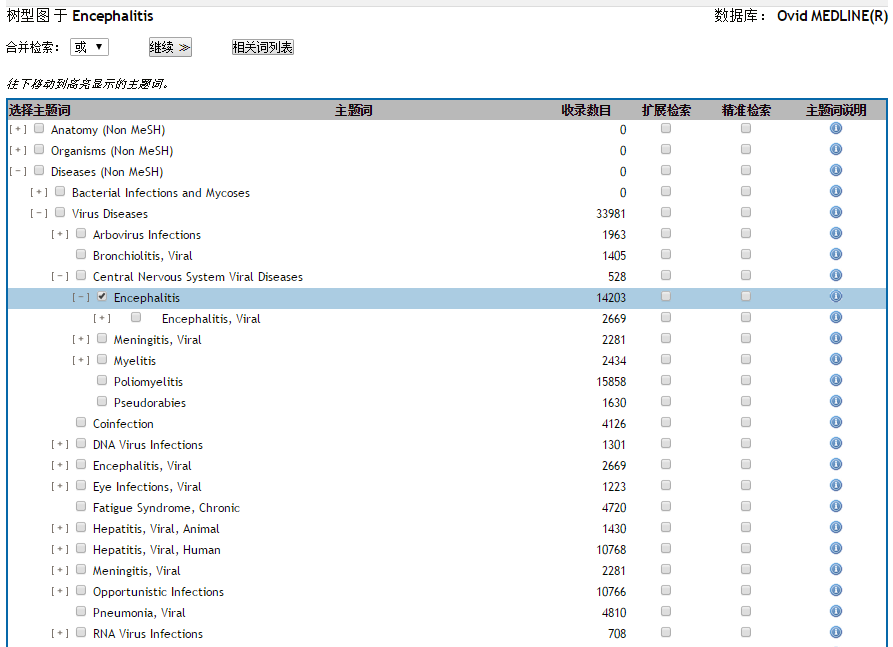 树型图 于 Encephalitis 数据库： Ovid MEDLINE(R)
合并检索： 或 ▼ 继续 ≫ 相关词列表
往下移动到高亮显示的主题词。
选择主题词 主题词 收录数目 扩展检索 精准检索 主题词说明
[+] Anatomy (Non MeSH) 0
[+] Organisms (Non MeSH) 0
[-] Diseases (Non MeSH) 0
[+] Bacterial Infections and Mycoses 0
[-] Virus Diseases 33981
[+] Arbovirus Infections 1963
Bronchiolitis, Viral 1405
[-] Central Nervous System Viral Diseases 528
[-] Encephalitis 14203
[+] Encephalitis, Viral 2669
[+] Meningitis, Viral 2281
[+] Myelitis 2434
Poliomyelitis 15858
Pseudorabies 1630
Coinfection 4126
[+] DNA Virus Infections 1301
[+] Encephalitis, Viral 2669
[+] Eye Infections, Viral 1223
Fatigue Syndrome, Chronic 4720
[+] Hepatitis, Viral, Animal 1430
[+] Hepatitis, Viral, Human 10768
[+] Meningitis, Viral 2281
[+] Opportunistic Infections 10766
Pneumonia, Viral 4810
[+] RNA Virus Infections 708